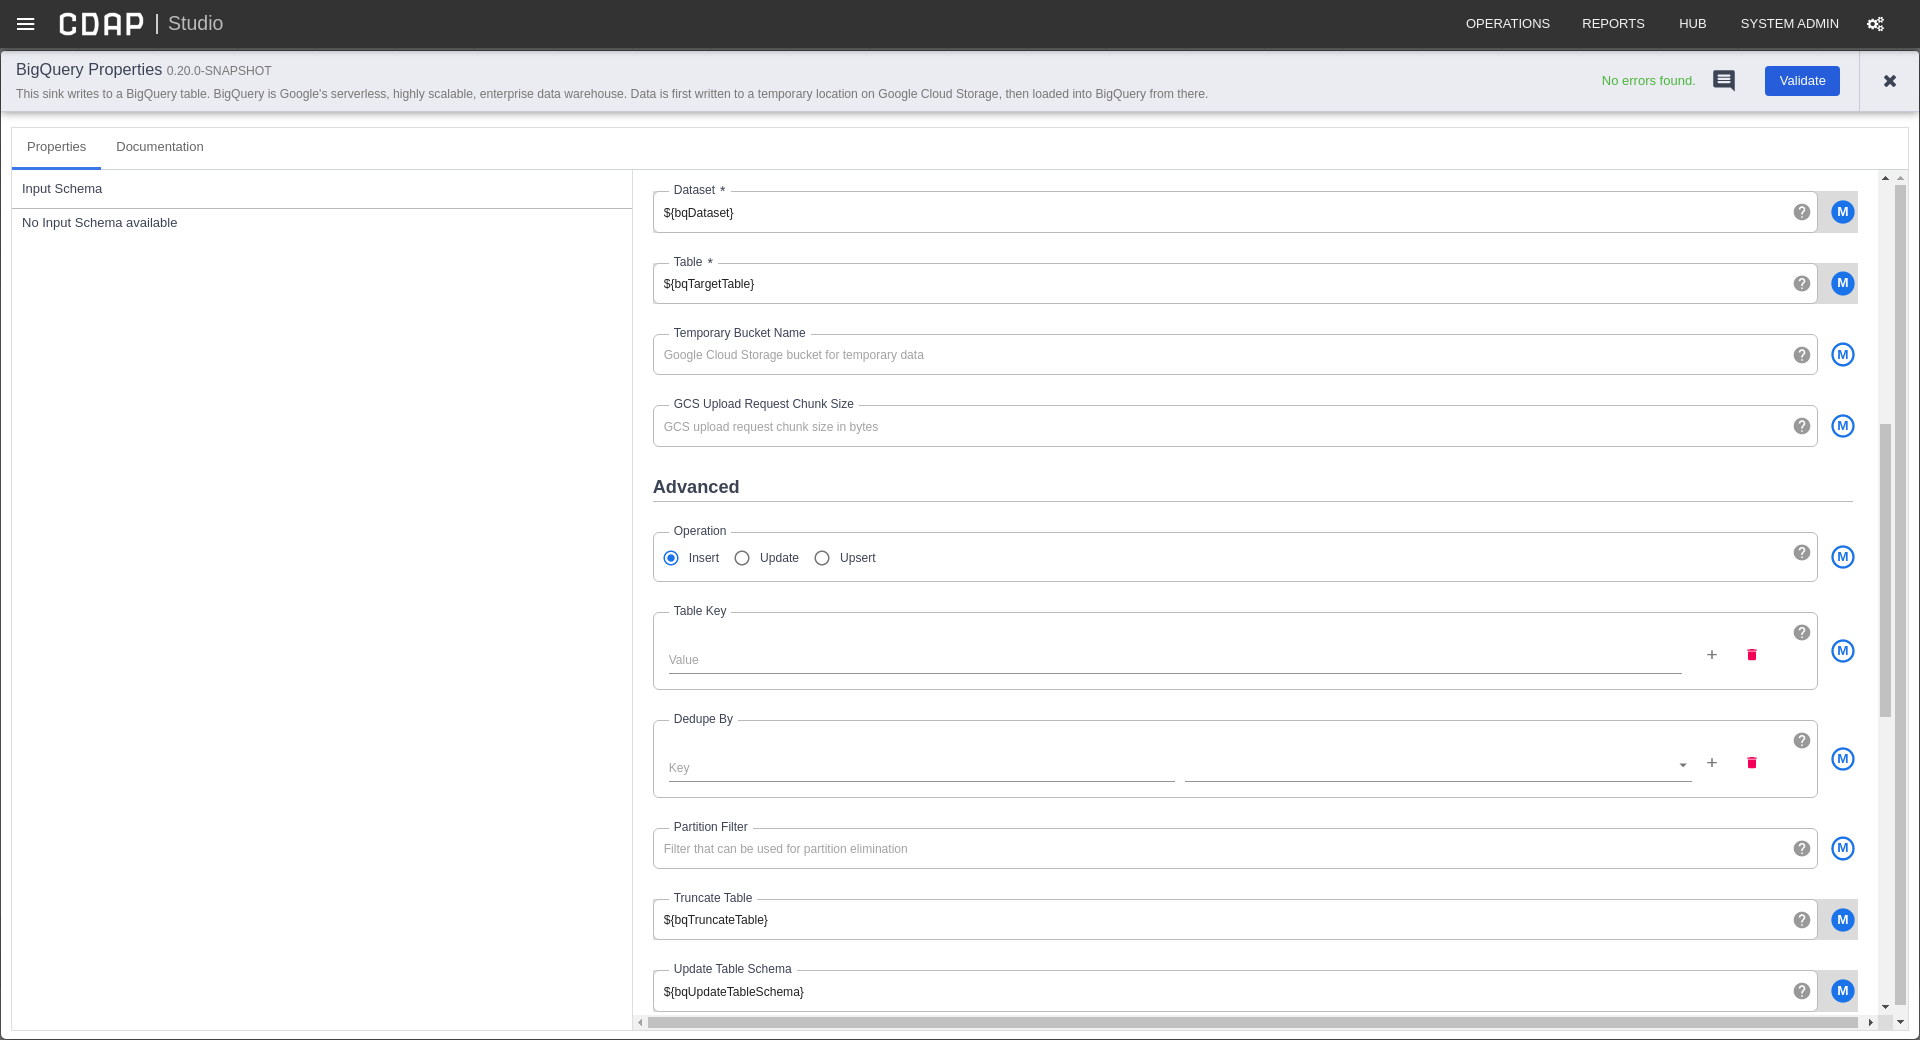 CDAP | Studio
OPERATIONS REPORTS HUB SYSTEM ADMIN
BigQuery Properties 0.20.0-SNAPSHOT
This sink writes to a BigQuery table. BigQuery is Google's serverless, highly scalable, enterprise data warehouse. Data is first written to a temporary location on Google Cloud Storage, then loaded into BigQuery from there.
No errors found.
Validate
Properties Documentation
Input Schema
No Input Schema available
Dataset *
${bqDataset}
M
Table *
${bqTargetTable}
M
Temporary Bucket Name
Google Cloud Storage bucket for temporary data
M
GCS Upload Request Chunk Size
GCS upload request chunk size in bytes
M
Advanced
Operation
Insert Update Upsert
M
Table Key
Value
M
Dedupe By
Key
M
Partition Filter
Filter that can be used for partition elimination
M
Truncate Table
${bqTruncateTable}
M
Update Table Schema
${bqUpdateTableSchema}
M